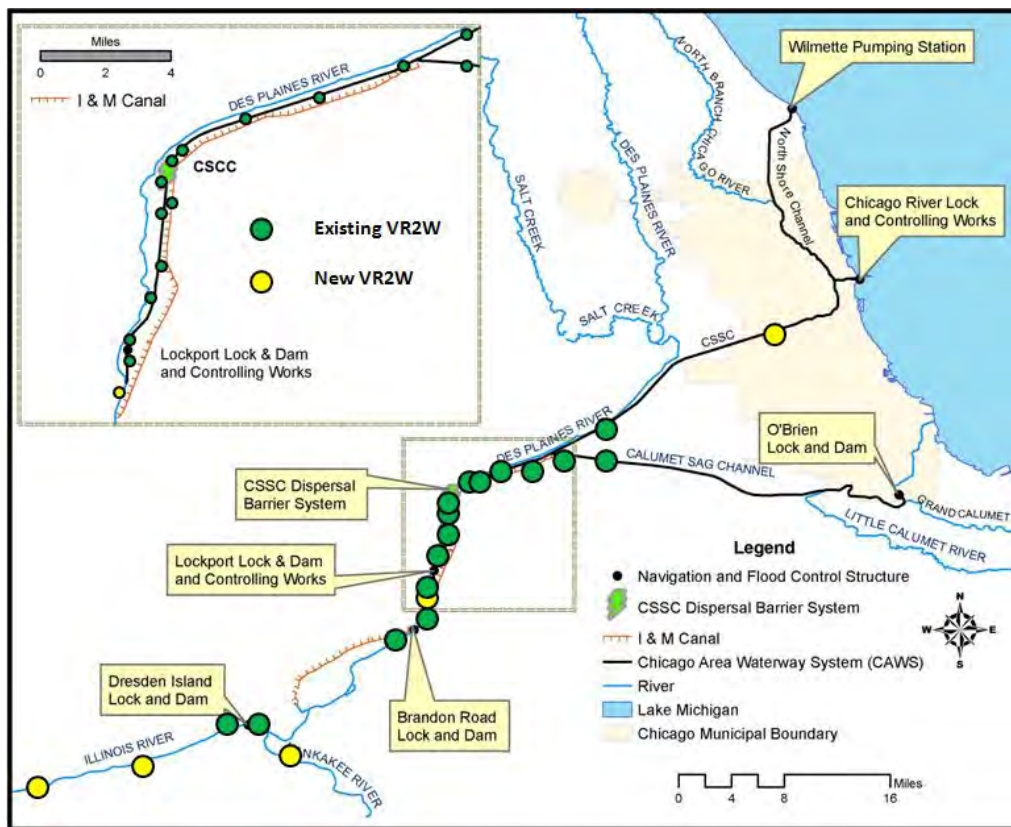 Miles
0 2 4
I & M Canal
DES PLAINES RIVER
CSCC
Existing VR2W
New VR2W
Lockport Lock & Dam
and Controlling Works
Wilmette Pumping Station
NORTH BRANCH CHICAGO RIVER
North Shore Channel
Chicago River Lock
and Controlling Works
SALT CREEK
DES PLAINES RIVER
SALT CREEK
CSSC
O'Brien
Lock and Dam
DES PLAINES RIVER
CALUMET SAG CHANNEL
GRAND CALUMET
LITTLE CALUMET RIVER
CSSC Dispersal
Barrier System
Lockport Lock & Dam
and Controlling Works
Dresden Island
Lock and Dam
Brandon Road
Lock and Dam
ILLINOIS RIVER
NKAKEE RIVER
Legend
Navigation and Flood Control Structure
CSSC Dispersal Barrier System
I & M Canal
Chicago Area Waterway System (CAWS)
River
Lake Michigan
Chicago Municipal Boundary
N
W E
S
Miles
0 2 4 8 16